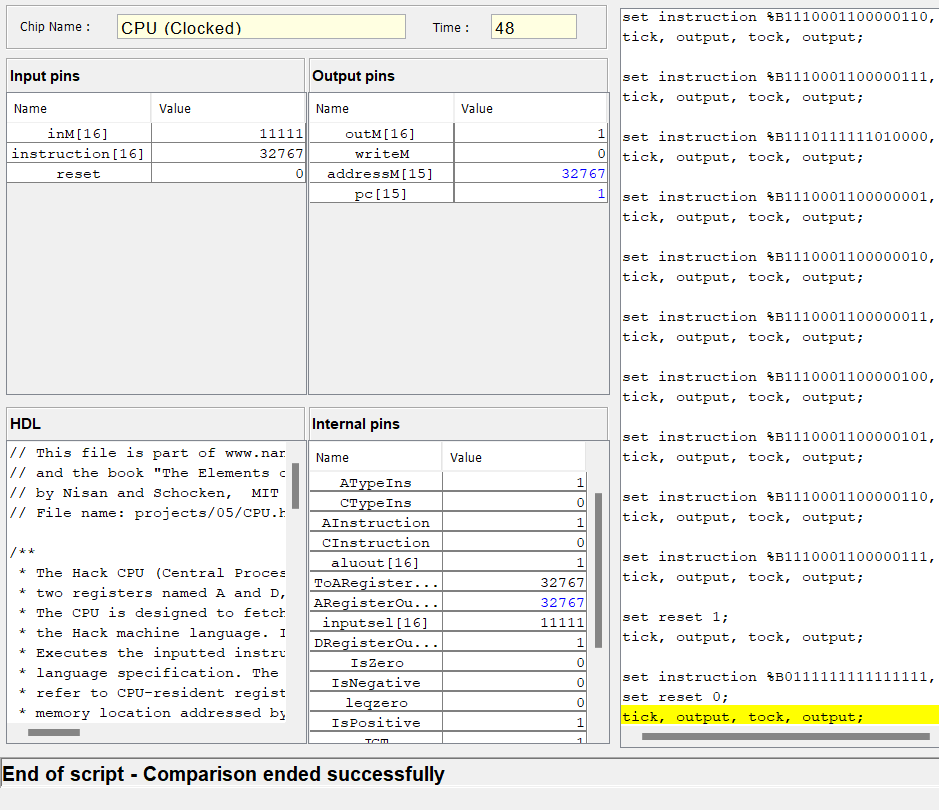 Chip Name :
CPU (Clocked)
Time :
48
Input pins
Name Value
inM[16] 11111
instruction[16] 32767
reset 0
Output pins
Name Value
outM[16] 1
writeM 0
addressM[15] 32767
pc[15] 1
HDL
// This file is part of www.nan
// and the book "The Elements o
// by Nisan and Schocken, MIT
// File name: projects/05/CPU.h
/**
* The Hack CPU (Central Proces
* two registers named A and D,
* The CPU is designed to fetch
* the Hack machine language. I
* Executes the inputted instru
* language specification. The
* refer to CPU-resident regist
* memory location addressed by
Internal pins
Name Value
ATypeIns 1
CTypeIns 0
AInstruction 1
CInstruction 0
aluout[16] 1
ToARegister... 32767
ARegisterOu... 32767
inputsel[16] 11111
DRegisterOu... 1
IsZero 0
IsNegative 0
leqzero 0
IsPositive 1
JGT 1
set instruction %B1110001100000110,
tick, output, tock, output;
set instruction %B1110001100000111,
tick, output, tock, output;
set instruction %B1110111111010000,
tick, output, tock, output;
set instruction %B1110001100000001,
tick, output, tock, output;
set instruction %B1110001100000010,
tick, output, tock, output;
set instruction %B1110001100000011,
tick, output, tock, output;
set instruction %B1110001100000100,
tick, output, tock, output;
set instruction %B1110001100000101,
tick, output, tock, output;
set instruction %B1110001100000110,
tick, output, tock, output;
set instruction %B1110001100000111,
tick, output, tock, output;
set reset 1;
tick, output, tock, output;
set instruction %B0111111111111111,
set reset 0;
tick, output, tock, output;
End of script - Comparison ended successfully